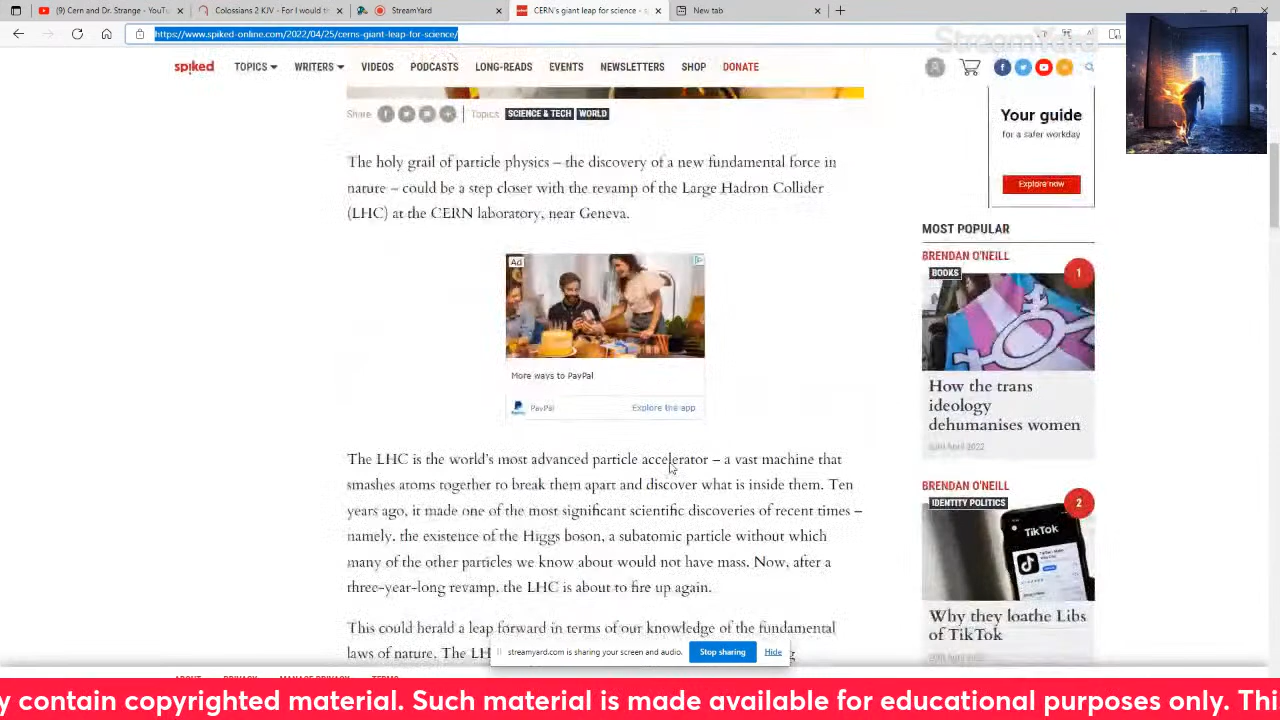 (9) Cern and Dr. Strange - YouT
Colossians 2 KJV - For I would th
StreamYard
CERN's giant leap for science - s
New tab
https://www.spiked-online.com/2022/04/25/cerns-giant-leap-for-science/
StreamYard
spiked TOPICS WRITERS VIDEOS PODCASTS LONG-READS EVENTS NEWSLETTERS SHOP DONATE
Share Topics SCIENCE & TECH WORLD
The holy grail of particle physics – the discovery of a new fundamental force in
nature – could be a step closer with the revamp of the Large Hadron Collider
(LHC) at the CERN laboratory, near Geneva.
Ad
More ways to PayPal
PayPal Explore the app
The LHC is the world's most advanced particle accelerator – a vast machine that
smashes atoms together to break them apart and discover what is inside them. Ten
years ago, it made one of the most significant scientific discoveries of recent times –
namely, the existence of the Higgs boson, a subatomic particle without which
many of the other particles we know about would not have mass. Now, after a
three-year-long revamp, the LHC is about to fire up again.
This could herald a leap forward in terms of our knowledge of the fundamental
laws of nature. The LH
Your guide
for a safer workday
Explore now
MOST POPULAR
BRENDAN O'NEILL
BOOKS
1
How the trans
ideology
dehumanises women
April 2022
BRENDAN O'NEILL
IDENTITY POLITICS
2
TikTok
Why they loathe Libs
of TikTok
April 2022
streamyard.com is sharing your screen and audio. Stop sharing Hide
ABOUT PRIVACY MANAGE PRIVACY TERMS
y contain copyrighted material. Such material is made available for educational purposes only. Thi